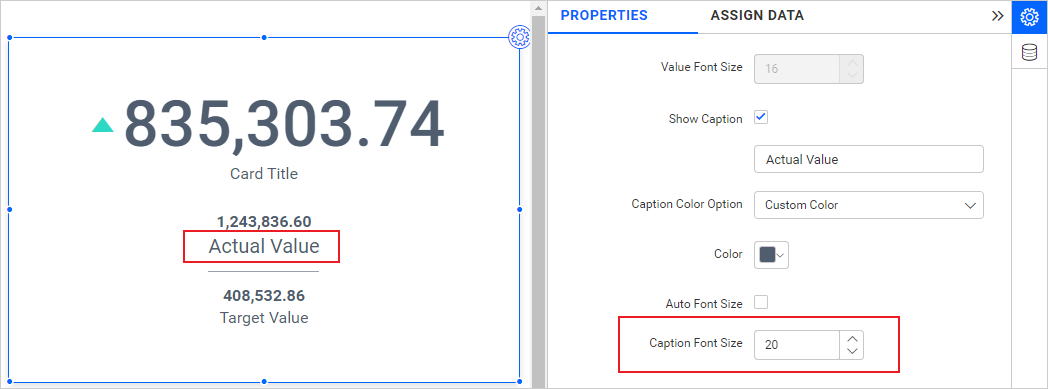 835,303.74
Card Title
1,243,836.60
Actual Value
408,532.86
Target Value
PROPERTIES
ASSIGN DATA
Value Font Size
16
Show Caption
Actual Value
Caption Color Option
Custom Color
Color
Auto Font Size
Caption Font Size
20